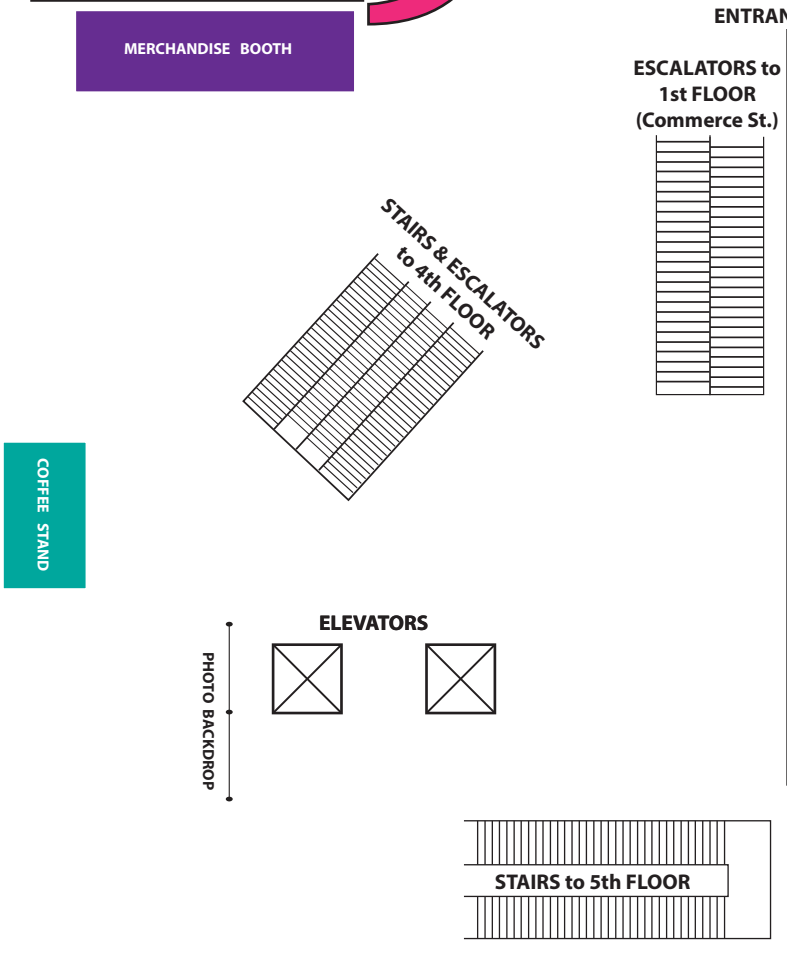 ENTRAN
MERCHANDISE BOOTH
ESCALATORS to
1st FLOOR
(Commerce St.)
STAIRS & ESCALATORS
to 4th FLOOR
COFFEE STAND
ELEVATORS
PHOTO BACKDROP
STAIRS to 5th FLOOR